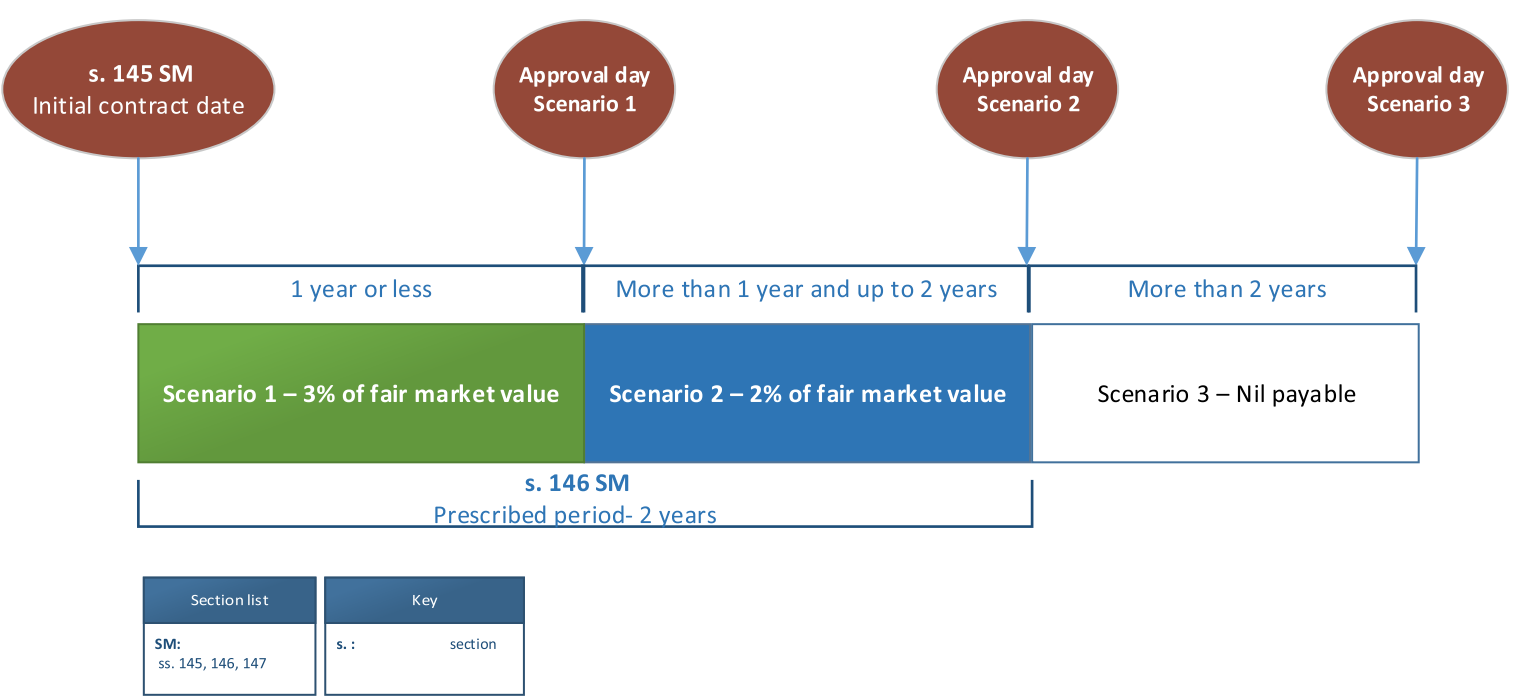 s. 145 SM
Initial contract date
Approval day
Scenario 1
Approval day
Scenario 2
Approval day
Scenario 3
1 year or less
More than 1 year and up to 2 years
More than 2 years
Scenario 1 – 3% of fair market value
Scenario 2 – 2% of fair market value
Scenario 3 – Nil payable
s. 146 SM
Prescribed period- 2 years
Section list
SM:
ss. 145, 146, 147
Key
s. : section